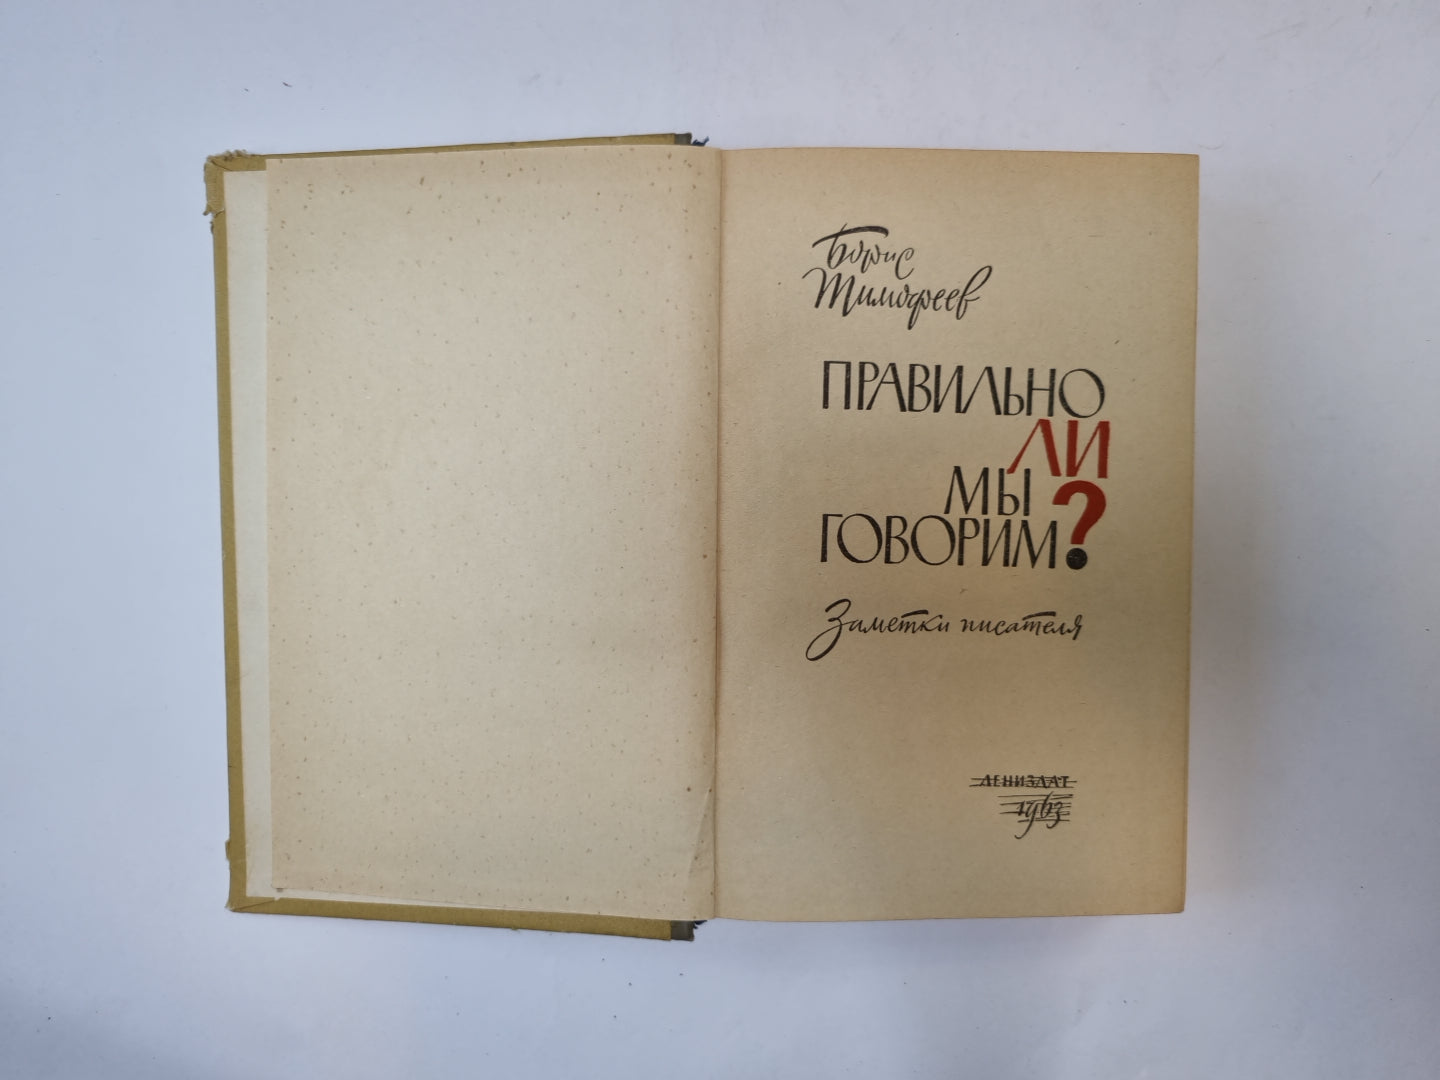 Борис
Тимофеев
ПРАВИЛЬНО
ЛИ
МЫ
ГОВОРИМ?
Заметки писателя
ЛЕНИЗДАТ
1963